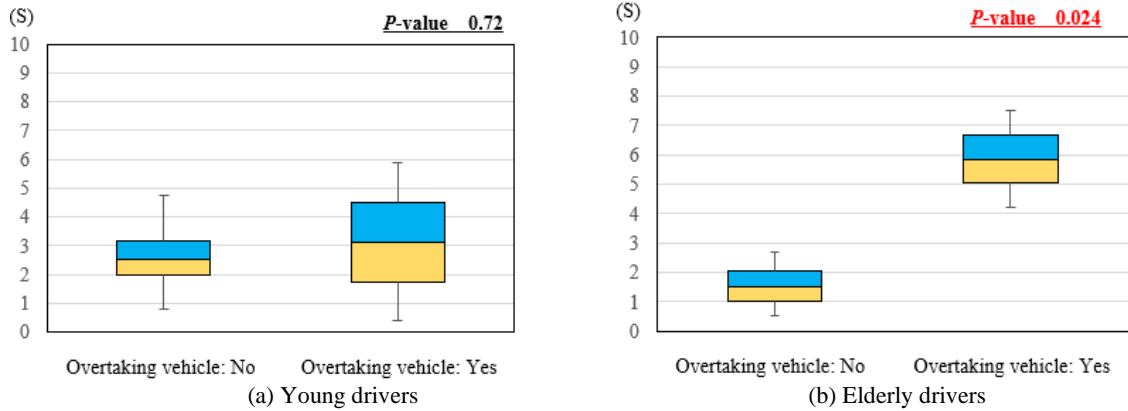 (S)
P-value 0.72
10
9
8
7
6
5
4
3
2
1
0
Overtaking vehicle: No
Overtaking vehicle: Yes
(a) Young drivers
(S)
P-value 0.024
10
9
8
7
6
5
4
3
2
1
0
Overtaking vehicle: No
Overtaking vehicle: Yes
(b) Elderly drivers